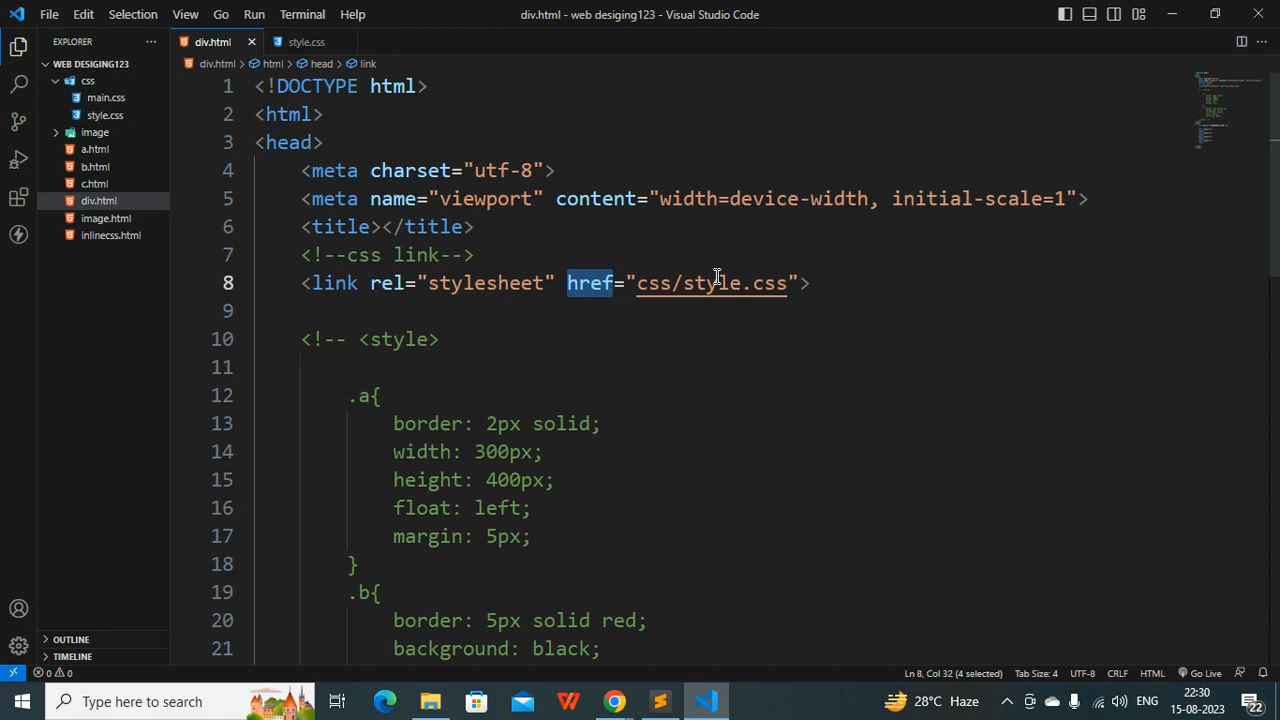 File Edit Selection View Go Run Terminal Help
div.html - web desiging123 - Visual Studio Code
EXPLORER
WEB DESIGING123
css
main.css
style.css
image
a.html
b.html
c.html
div.html
image.html
inlinecss.html
OUTLINE
TIMELINE
div.html style.css
div.html > html > head > link
1 <!DOCTYPE html>
2 <html>
3 <head>
4 <meta charset="utf-8">
5 <meta name="viewport" content="width=device-width, initial-scale=1">
6 <title></title>
7 <!--css link-->
8 <link rel="stylesheet" href="css/style.css">
9
10 <!-- <style>
11
12 .a{
13 border: 2px solid;
14 width: 300px;
15 height: 400px;
16 float: left;
17 margin: 5px;
18 }
19 .b{
20 border: 5px solid red;
21 background: black;
0 0 Ln 8, Col 32 (4 selected) Tab Size: 4 UTF-8 CRLF HTML Go Live
Type here to search
28°C Haze
ENG
22:30
15-08-2023
22